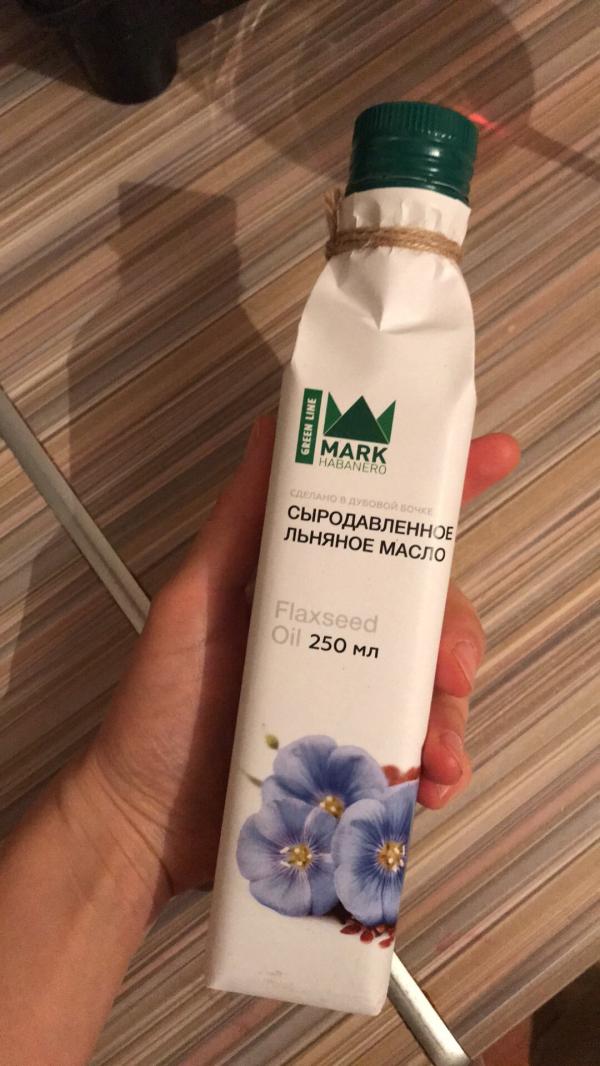 GREEN LINE
MARK
HABANERO
СДЕЛАНО В ДУБОВОЙ БОЧКЕ
СЫРОДАВЛЕННОЕ
ЛЬНЯНОЕ МАСЛО
Flaxseed
Oil 250 мл